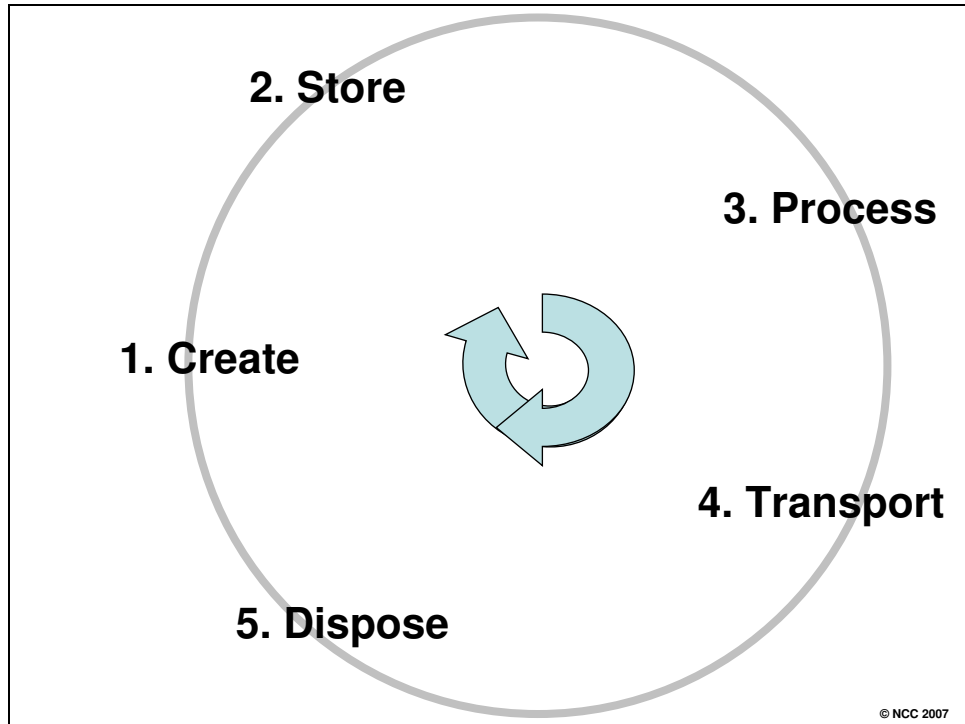 2. Store
3. Process
1. Create
4. Transport
5. Dispose
© NCC 2007